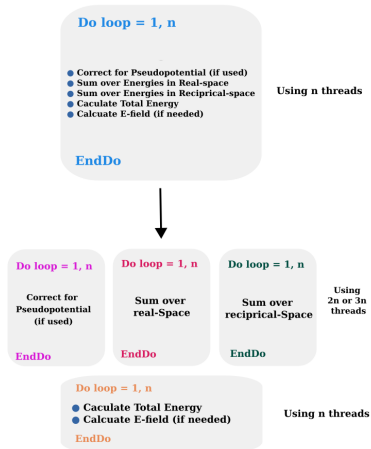 Do loop = 1, n
Correct for Pseudopotential (if used)
Sum over Energies in Real-space
Sum over Energies in Reciprical-space
Caculate Total Energy
Calcuate E-field (if needed)
EndDo
Using n threads
Do loop = 1, n
Correct for
Pseudopotential
(if used)
EndDo
Do loop = 1, n
Sum over
real-Space
EndDo
Do loop = 1, n
Sum over
reciprical-Space
EndDo
Using
2n or 3n
threads
Do loop = 1, n
Caculate Total Energy
Calcuate E-field (if needed)
EndDo
Using n threads